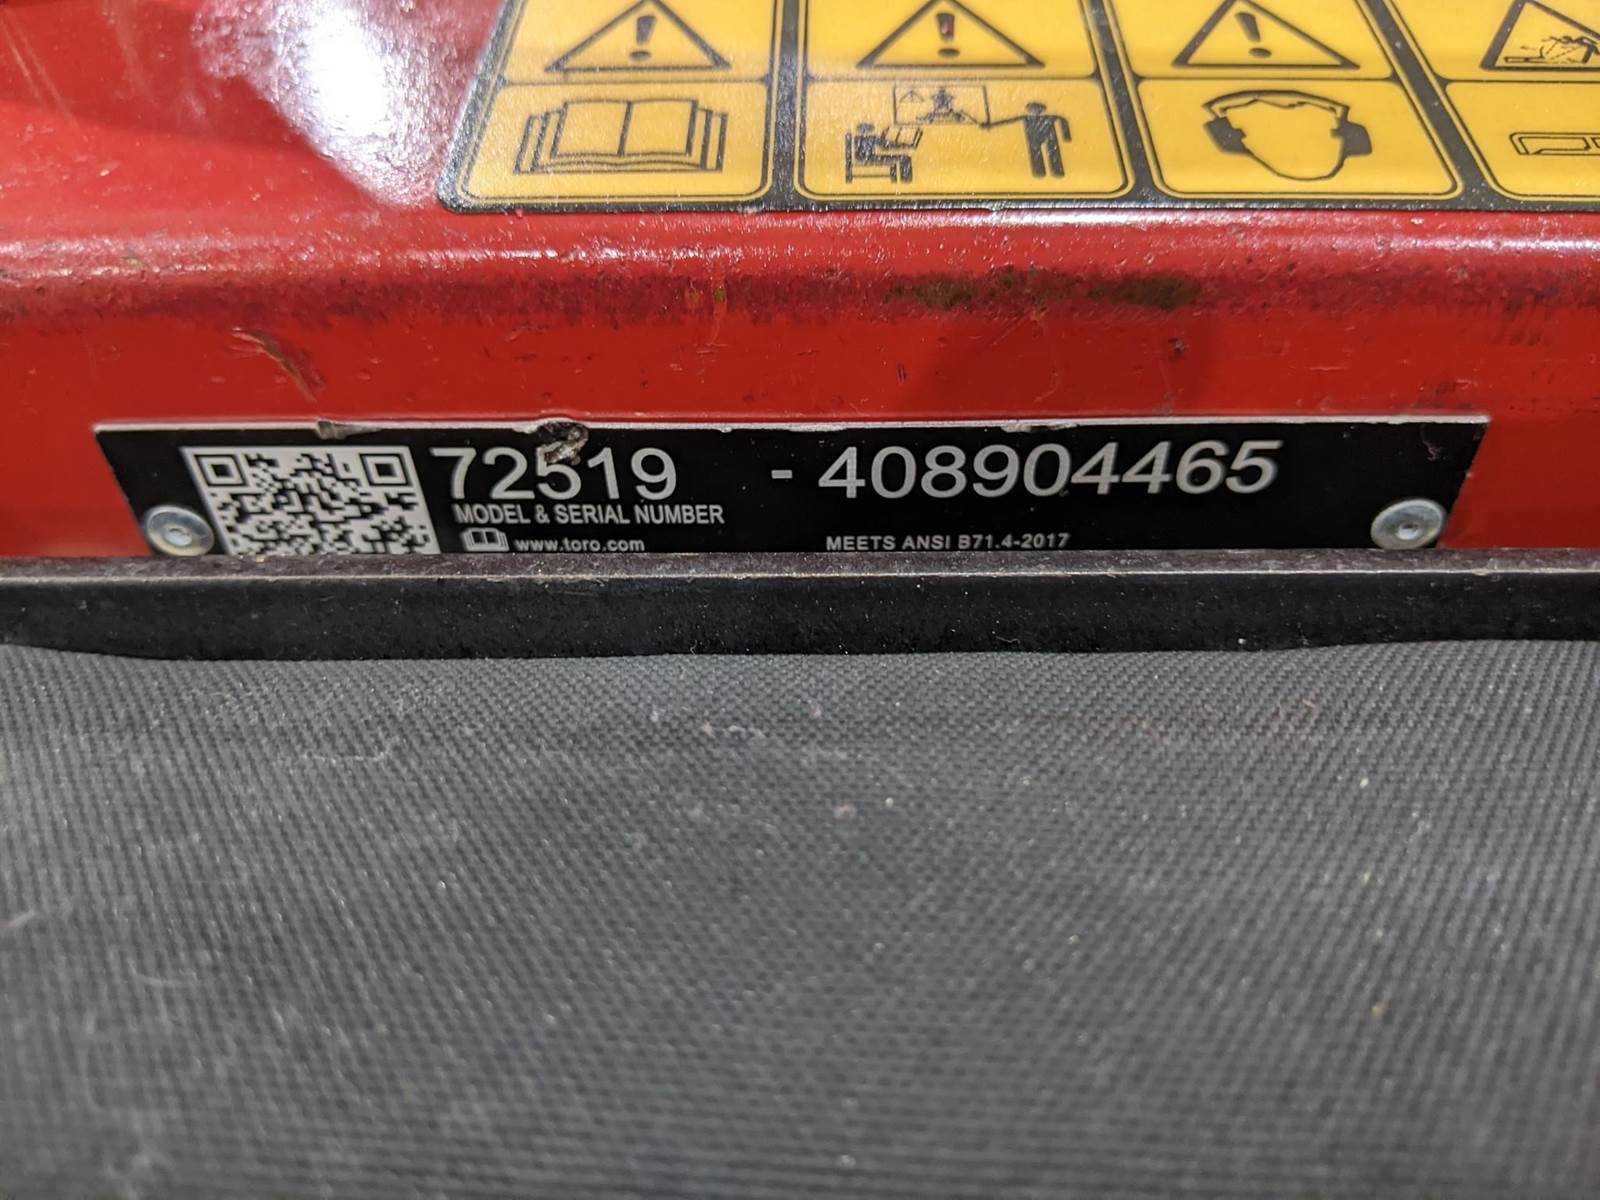 72519 - 408904465
MODEL & SERIAL NUMBER
www.toro.com MEETS ANSI B71.4-2017